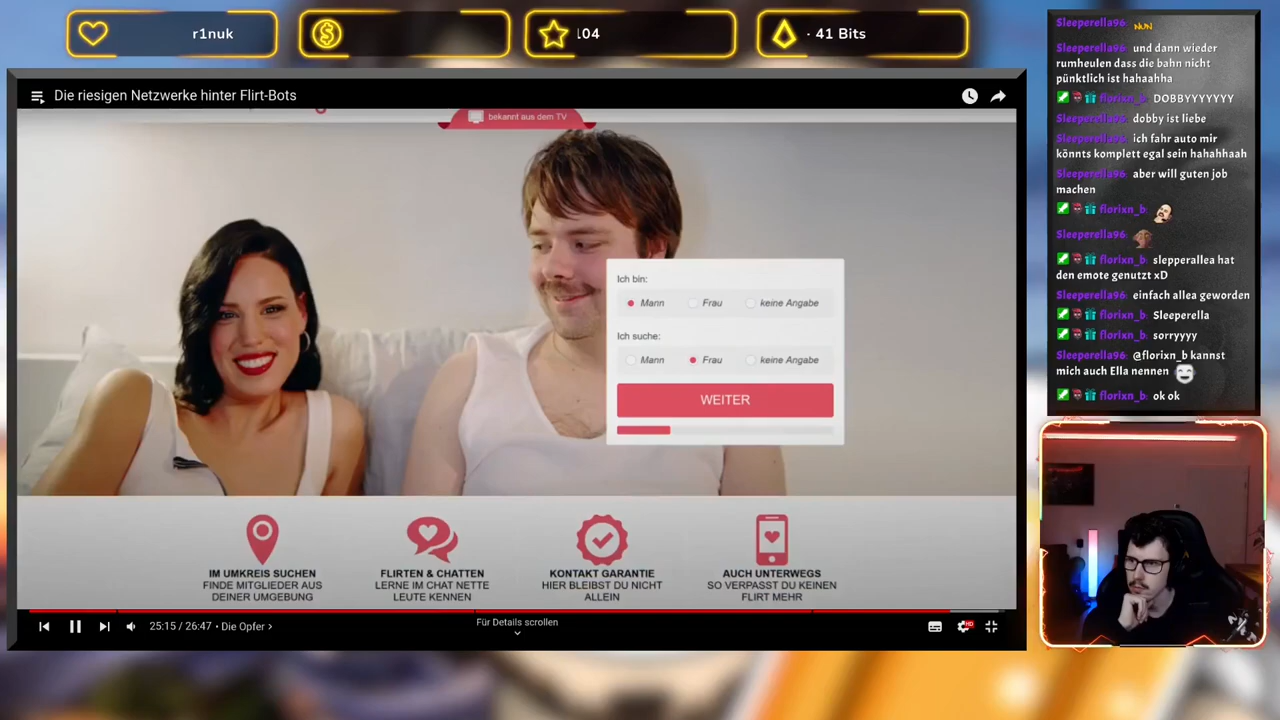 r1nuk
104
· 41 Bits
Die riesigen Netzwerke hinter Flirt-Bots
bekannt aus dem TV
Ich bin:
Mann
Frau
keine Angabe
Ich suche:
Mann
Frau
keine Angabe
WEITER
IM UMKREIS SUCHEN
FINDE MITGLIEDER AUS
DEINER UMGEBUNG
FLIRTEN & CHATTEN
LERNE IM CHAT NETTE
LEUTE KENNEN
KONTAKT GARANTIE
HIER BLEIBST DU NICHT
ALLEIN
AUCH UNTERWEGS
SO VERPASST DU KEINEN
FLIRT MEHR
25:15 / 26:47 • Die Opfer >
Für Details scrollen
HD
Sleeperella96: NUN
Sleeperella96: und dann wieder
rumheulen dass die bahn nicht
pünktlich ist hahaahha
florixn_b: DOBBYYYYYYY
Sleeperella96: dobby ist liebe
Sleeperella96: ich fahr auto mir
könnts komplett egal sein hahahhaah
Sleeperella96: aber will guten job
machen
florixn_b:
Sleeperella96:
florixn_b: slepperallea hat
den emote genutzt xD
Sleeperella96: einfach allea geworden
florixn_b: Sleeperella
florixn_b: sorryyyy
Sleeperella96: @florixn_b kannst
mich auch Ella nennen
florixn_b: ok ok